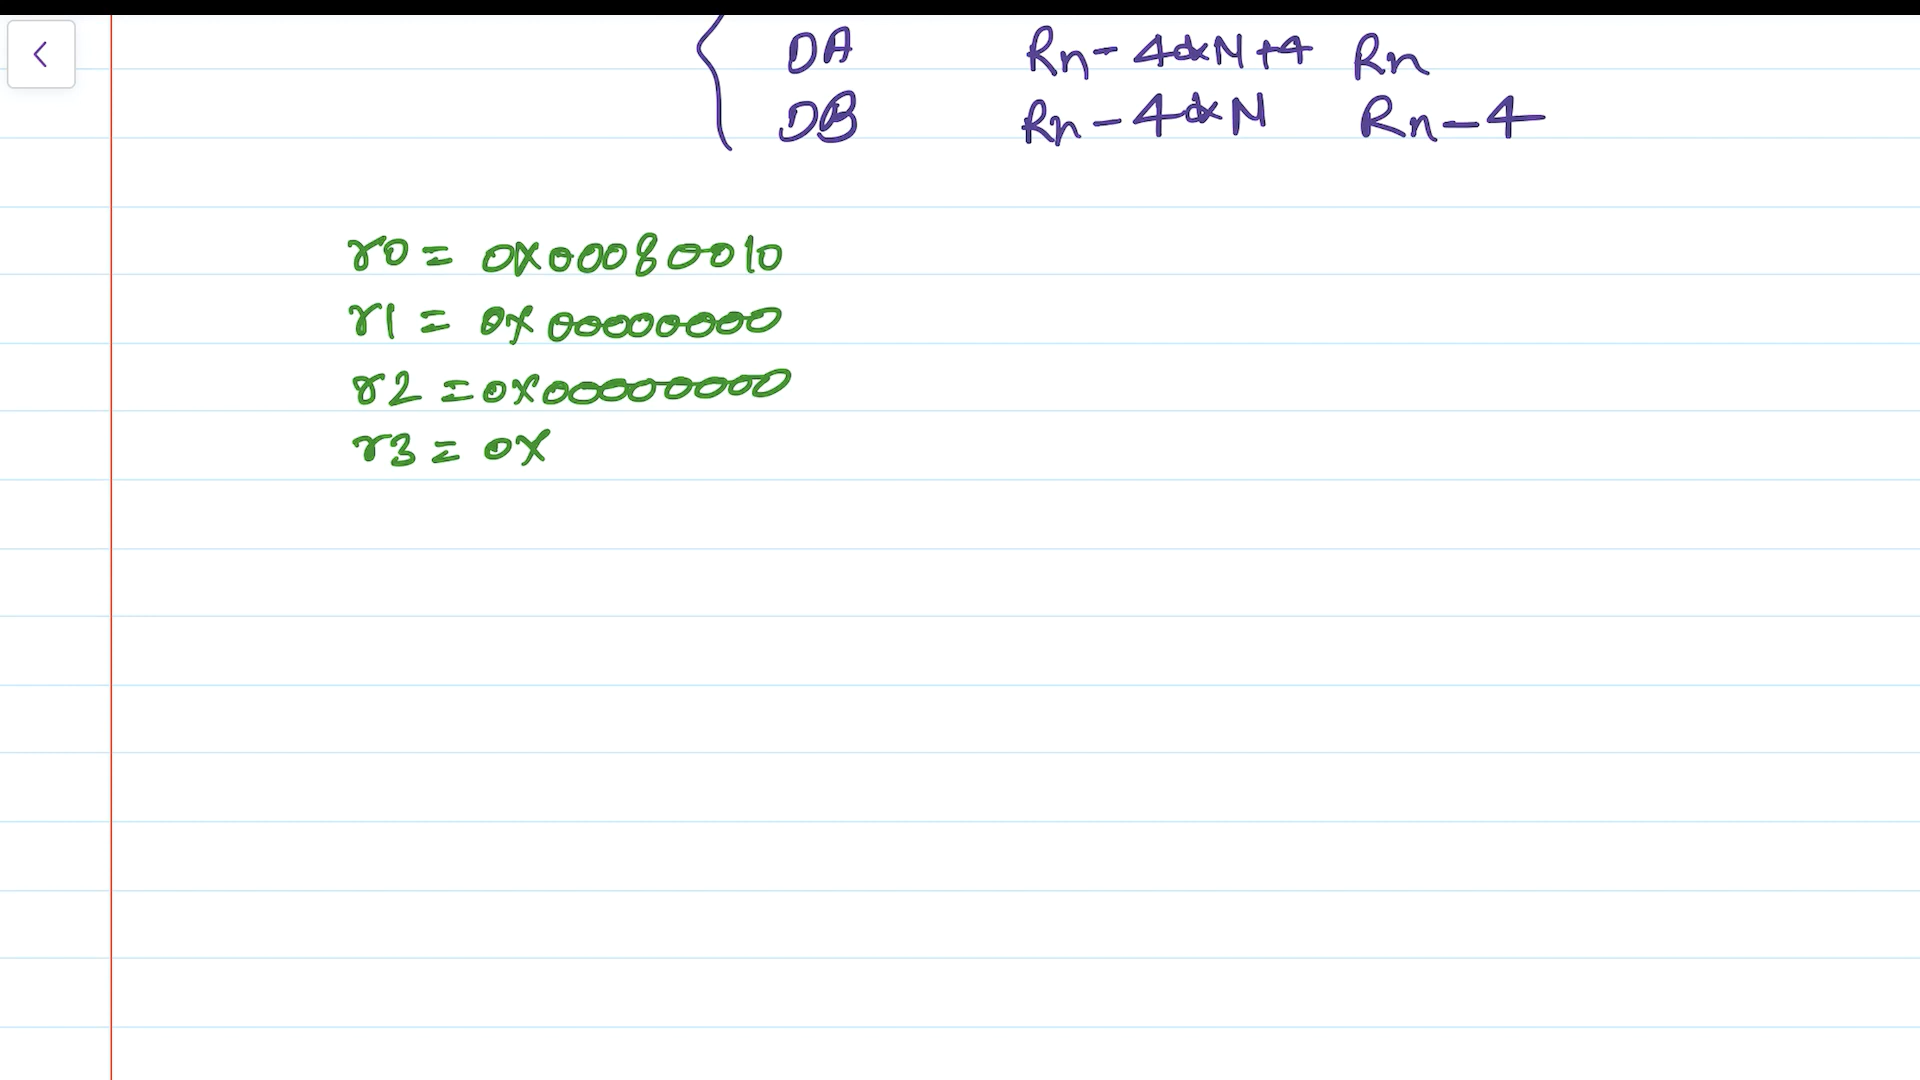 DA Rn - 4*N + 4 Rn
DB Rn - 4*N Rn - 4
r0 = 0x00080010
r1 = 0x00000000
r2 = 0x00000000
r3 = 0x